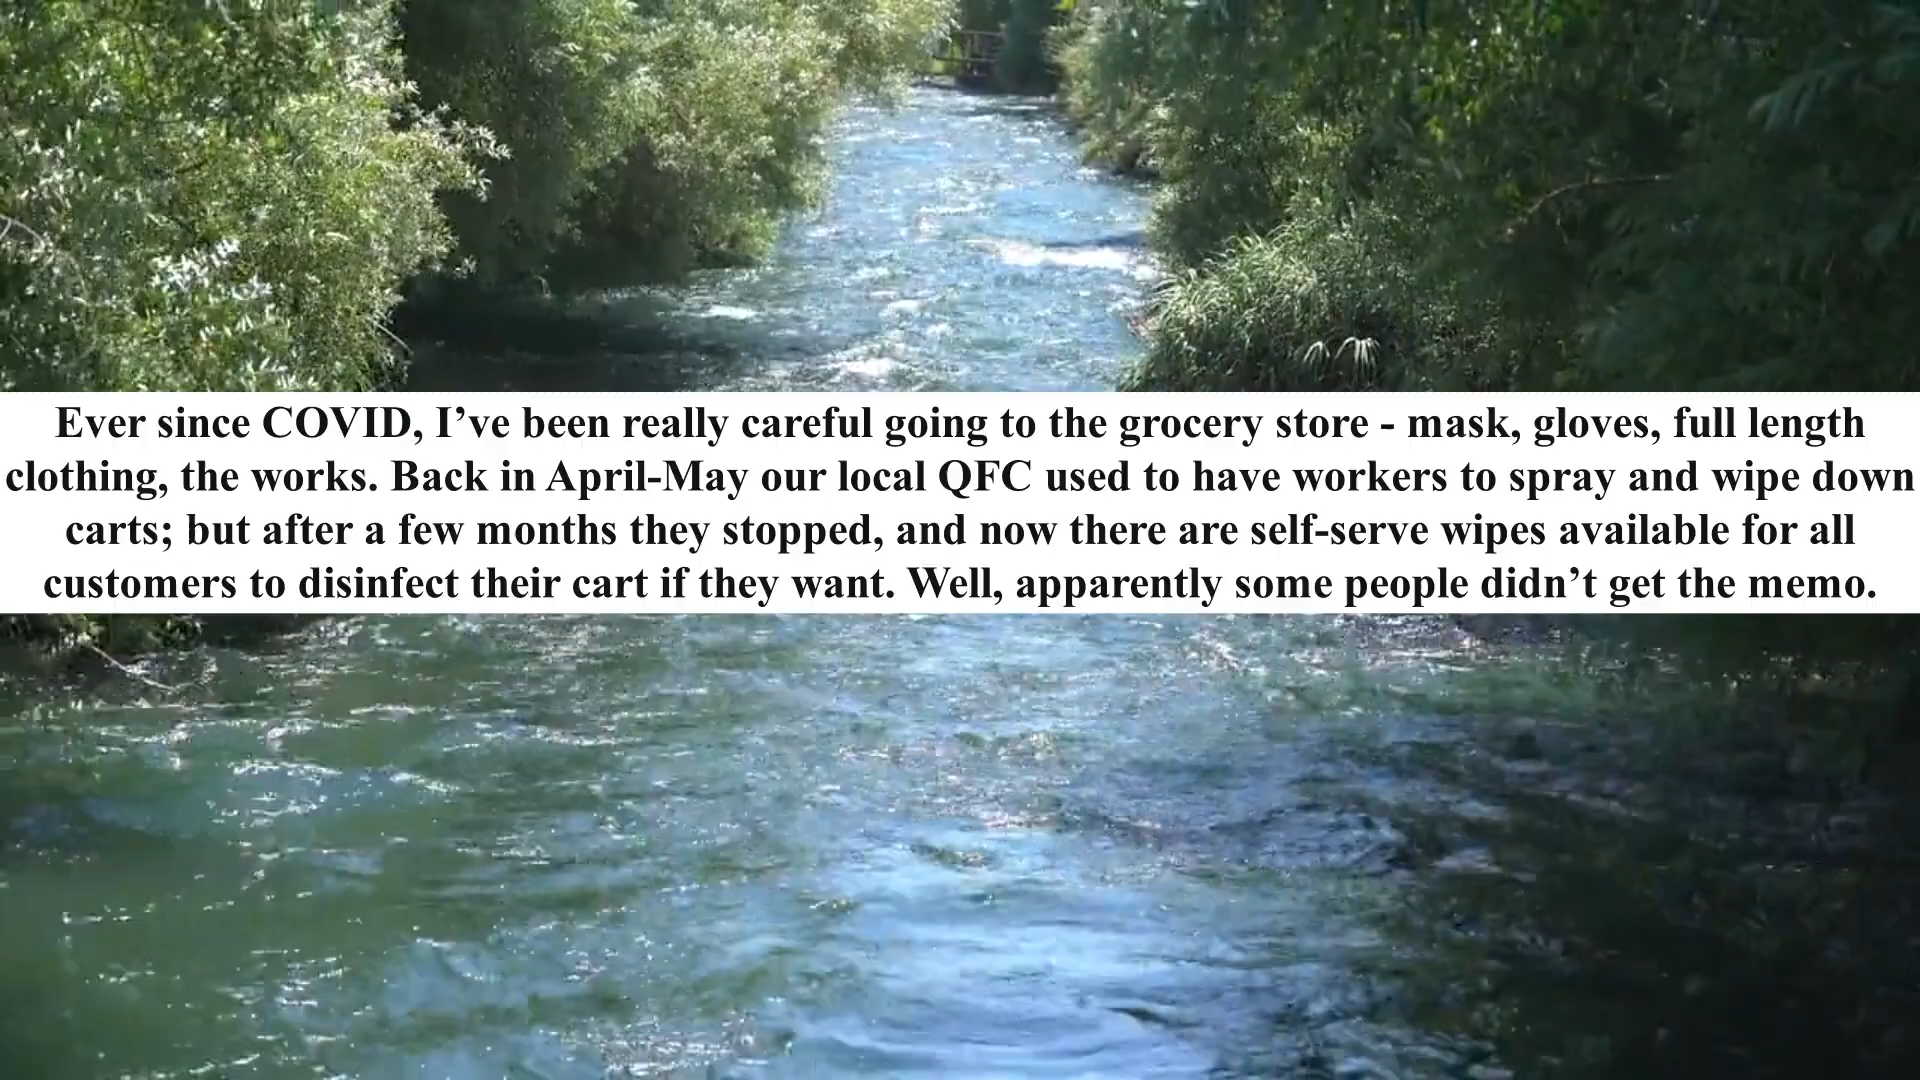 Ever since COVID, I’ve been really careful going to the grocery store - mask, gloves, full length
clothing, the works. Back in April-May our local QFC used to have workers to spray and wipe down
carts; but after a few months they stopped, and now there are self-serve wipes available for all
customers to disinfect their cart if they want. Well, apparently some people didn’t get the memo.